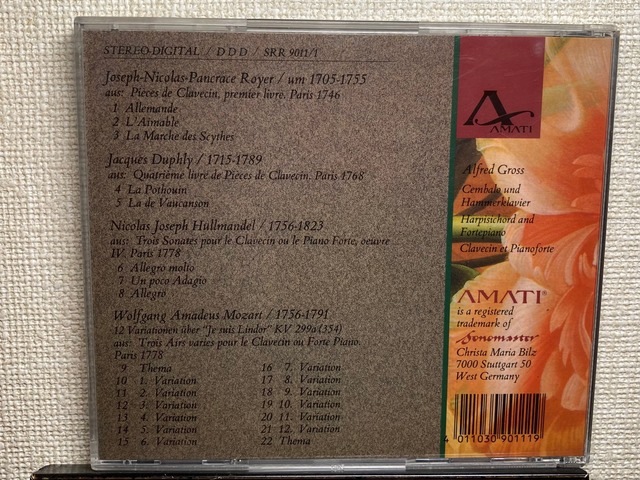 STEREO-DIGITAL / DDD / SRR 9011/1
Joseph-Nicolas-Pancrace Royer / um 1705-1755
aus: Pièces de Clavecin, premier livre. Paris 1746
1 Allemande
2 L'Aimable
3 La Marche des Scythes
Jacques Duphly / 1715-1789
aus: Quatrième livre de Pièces de Clavecin. Paris 1768
4 La Pothouin
5 La de Vaucanson
Nicolas Joseph Hüllmandel / 1756-1823
aus: Trois Sonates pour le Clavecin ou le Piano Forte, oeuvre
IV. Paris 1778
6 Allegro molto
7 Un poco Adagio
8 Allegro
Wolfgang Amadeus Mozart / 1756-1791
12 Variationen über "Je suis Lindor" KV 299a (354)
aus: Trois Airs variés pour le Clavecin ou Forte Piano.
Paris 1778
9 Thema
10 1. Variation
11 2. Variation
12 3. Variation
13 4. Variation
14 5. Variation
15 6. Variation
16 7. Variation
17 8. Variation
18 9. Variation
19 10. Variation
20 11. Variation
21 12. Variation
22 Thema
A
AMATI
Alfred Gross
Cembalo und
Hammerklavier
Harpsichord and
Fortepiano
Clavecin et Pianoforte
AMATI®
is a registered
trademark of
Sonomaster
Christa Maria Bilz
7000 Stuttgart 50
West Germany
4 011030 901119